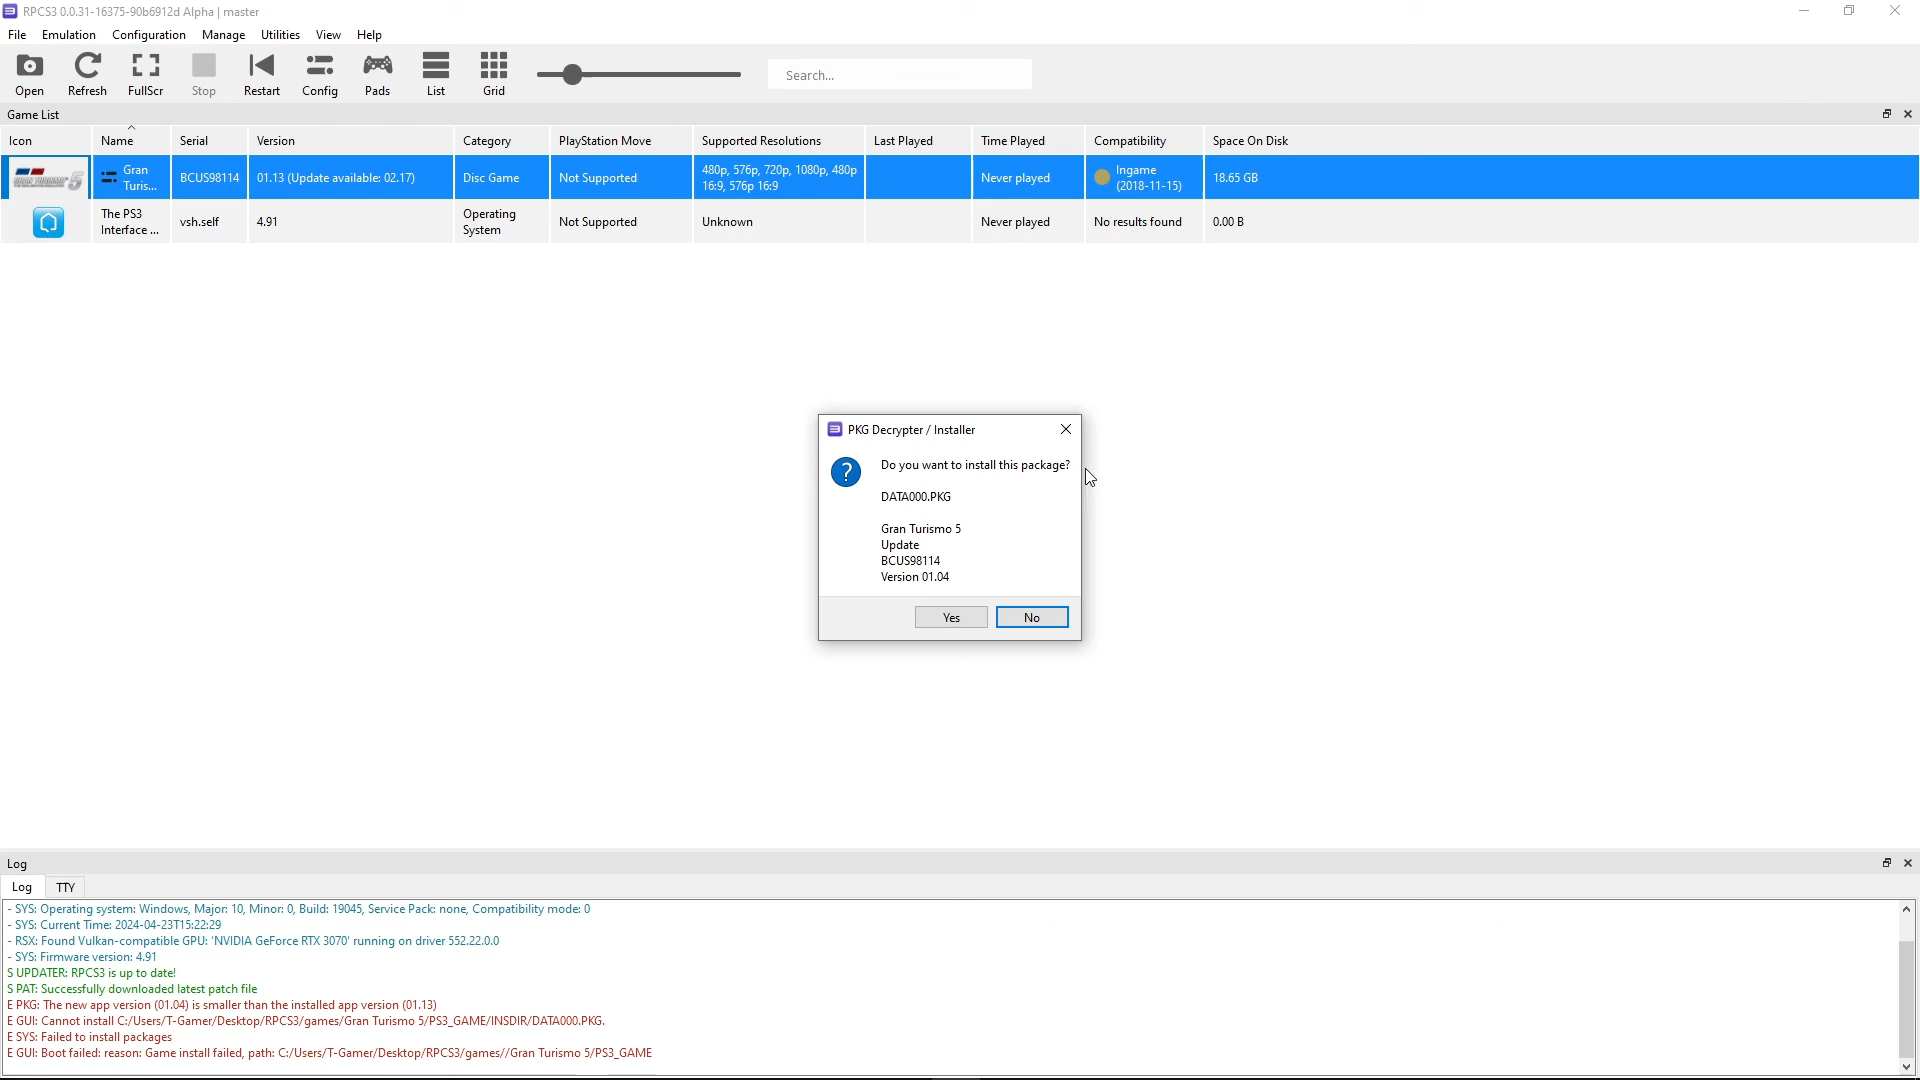 RPCS3 0.0.31-16375-90b6912d Alpha | master
File Emulation Configuration Manage Utilities View Help
Open Refresh FullScr Stop Restart Config Pads List Grid Search...
Game List
Icon Name Serial Version Category PlayStation Move Supported Resolutions Last Played Time Played Compatibility Space On Disk
GRAN TURISMO 5
Gran
Turis...
BCUS98114
01.13 (Update available: 02.17)
Disc Game
Not Supported
480p, 576p, 720p, 1080p, 480p
16:9, 576p 16:9
Never played
Ingame
(2018-11-15)
18.65 GB
The PS3
Interface ...
vsh.self
4.91
Operating
System
Not Supported
Unknown
Never played
No results found
0.00 B
PKG Decrypter / Installer
Do you want to install this package?
DATA000.PKG
Gran Turismo 5
Update
BCUS98114
Version 01.04
Yes No
Log
Log TTY
- SYS: Operating system: Windows, Major: 10, Minor: 0, Build: 19045, Service Pack: none, Compatibility mode: 0
- SYS: Current Time: 2024-04-23T15:22:29
- RSX: Found Vulkan-compatible GPU: 'NVIDIA GeForce RTX 3070' running on driver 552.22.0.0
- SYS: Firmware version: 4.91
S UPDATER: RPCS3 is up to date!
S PAT: Successfully downloaded latest patch file
E PKG: The new app version (01.04) is smaller than the installed app version (01.13)
E GUI: Cannot install C:/Users/T-Gamer/Desktop/RPCS3/games/Gran Turismo 5/PS3_GAME/INSDIR/DATA000.PKG.
E SYS: Failed to install packages
E GUI: Boot failed: reason: Game install failed, path: C:/Users/T-Gamer/Desktop/RPCS3/games//Gran Turismo 5/PS3_GAME